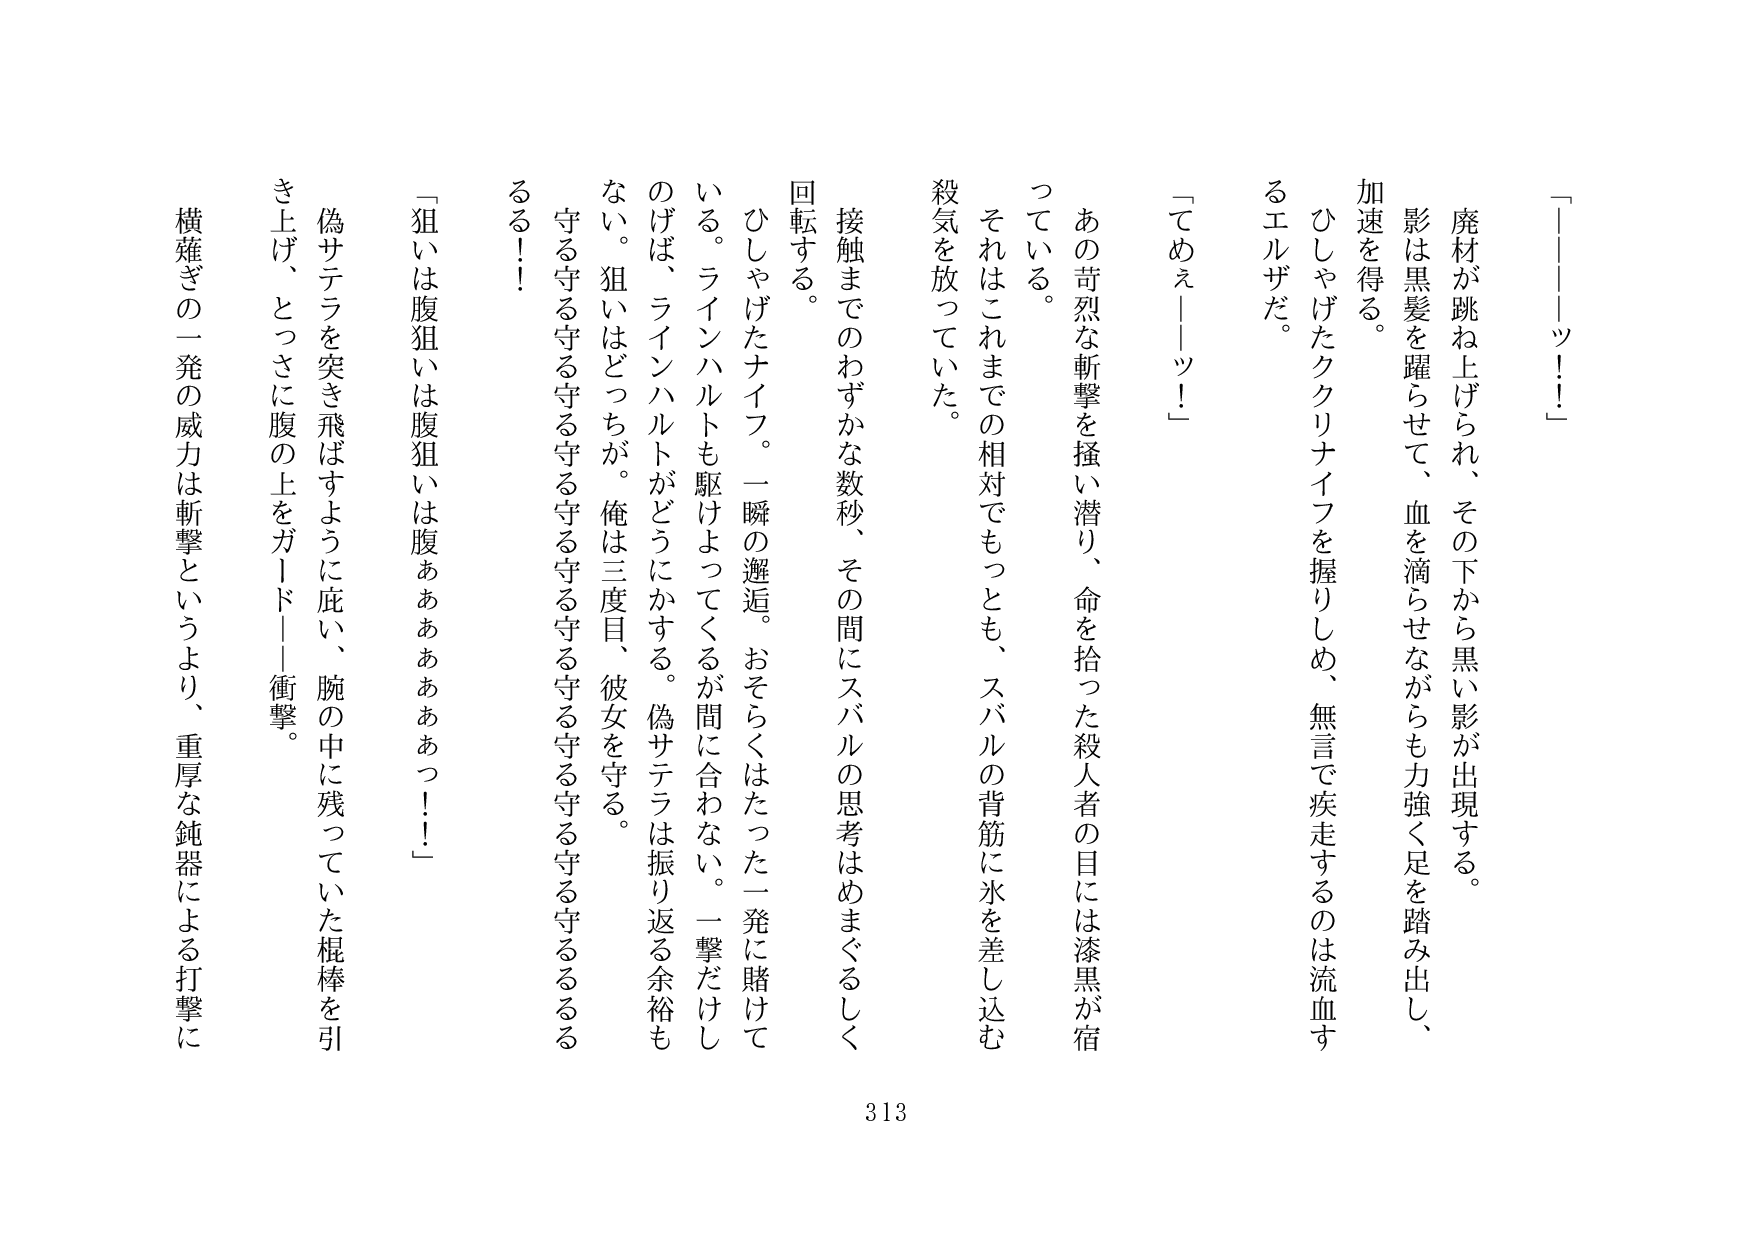 「――――ッ！！」
廃材が跳ね上げられ、その下から黒い影が出現する。
影は黒髪を躍らせて、血を滴らせながらも力強く足を踏み出し、
加速を得る。
ひしゃげたククリナイフを握りしめ、無言で疾走するのは流血す
るエルザだ。
「てめぇ――ッ！」
あの苛烈な斬撃を掻い潜り、命を拾った殺人者の目には漆黒が宿
っている。
それはこれまでの相対でもっとも、スバルの背筋に氷を差し込む
殺気を放っていた。
接触までのわずかな数秒、その間にスバルの思考はめまぐるしく
回転する。
ひしゃげたナイフ。一瞬の邂逅。おそらくはたった一発に賭けて
いる。ラインハルトも駆けよってくるが間に合わない。一撃だけし
のげば、ラインハルトがどうにかする。偽サテラは振り返る余裕も
ない。狙いはどっちが。俺は三度目、彼女を守る。
守る守る守る守る守る守る守る守る守る守る守る守る守るるるる
るる！！
「狙いは腹狙いは腹狙いは腹ぁぁぁぁぁぁぁっ！！」
偽サテラを突き飛ばすように庇い、腕の中に残っていた棍棒を引
き上げ、とっさに腹の上をガード――衝撃。
横薙ぎの一発の威力は斬撃というより、重厚な鈍器による打撃に
313